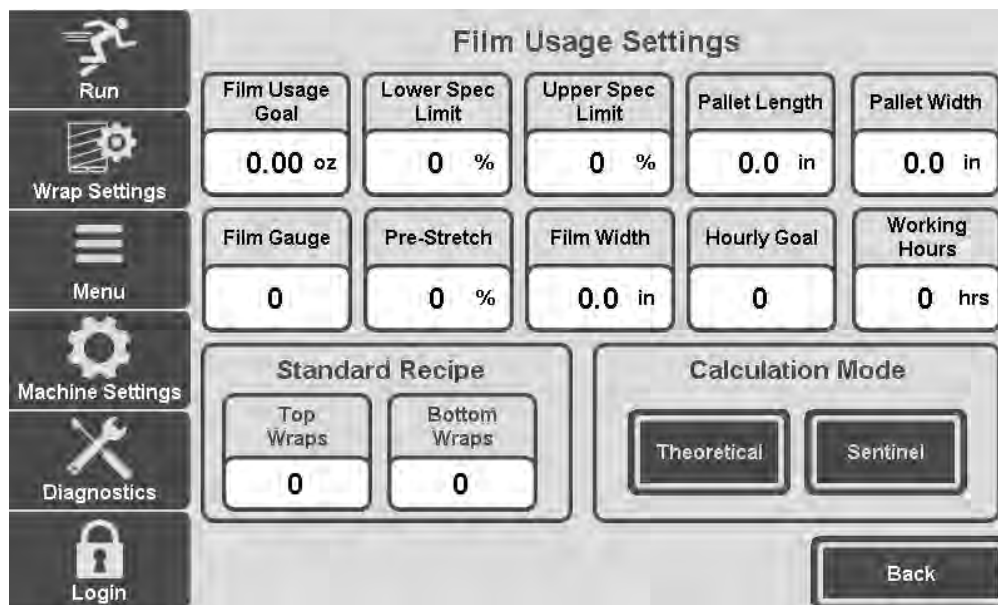 Run
Wrap Settings
Menu
Machine Settings
Diagnostics
Login
Film Usage Settings
Film Usage
Goal
0.00 oz
Lower Spec
Limit
0 %
Upper Spec
Limit
0 %
Pallet Length
0.0 in
Pallet Width
0.0 in
Film Gauge
0
Pre-Stretch
0 %
Film Width
0.0 in
Hourly Goal
0
Working
Hours
0 hrs
Standard Recipe
Top
Wraps
0
Bottom
Wraps
0
Calculation Mode
Theoretical
Sentinel
Back